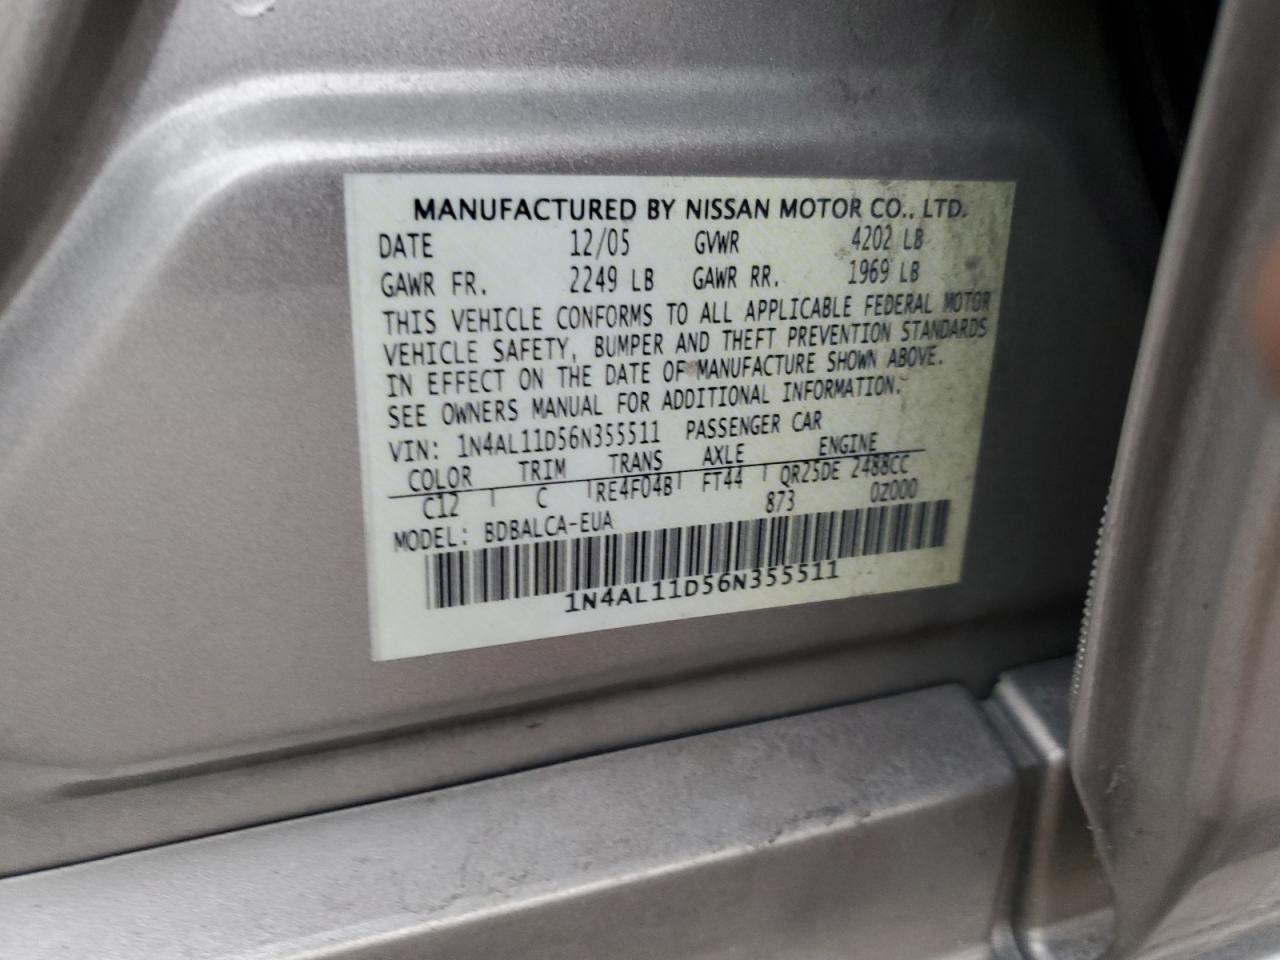 MANUFACTURED BY NISSAN MOTOR CO., LTD.
DATE 12/05 GVWR 4202 LB
GAWR FR. 2249 LB GAWR RR. 1969 LB
THIS VEHICLE CONFORMS TO ALL APPLICABLE FEDERAL MOTOR
VEHICLE SAFETY, BUMPER AND THEFT PREVENTION STANDARDS
IN EFFECT ON THE DATE OF MANUFACTURE SHOWN ABOVE.
SEE OWNERS MANUAL FOR ADDITIONAL INFORMATION.
VIN: 1N4AL11D56N355511 PASSENGER CAR
COLOR TRIM TRANS AXLE ENGINE
C12 C RE4F04B FT44 QR25DE 2488CC
MODEL: BDBALCA-EUA 873 0Z000
1N4AL11D56N355511